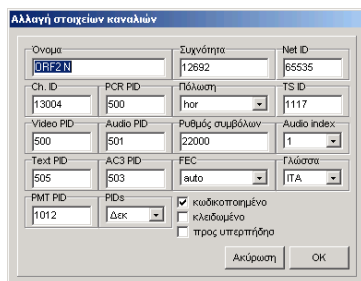 Αλλαγή στοιχείων καναλιών
Όνομα Συχνότητα Net ID
ORF2 N 12692 65535
Ch. ID PCR PID Πόλωση TS ID
13004 500 hor 1117
Video PID Audio PID Ρυθμός συμβόλων Audio index
500 501 22000 1
Text PID AC3 PID FEC Γλώσσα
505 503 auto ITA
PMT PID PIDs κωδικοποιημένο
1012 Δεκ κλειδωμένο
προς υπερπήδησ
Ακύρωση OK